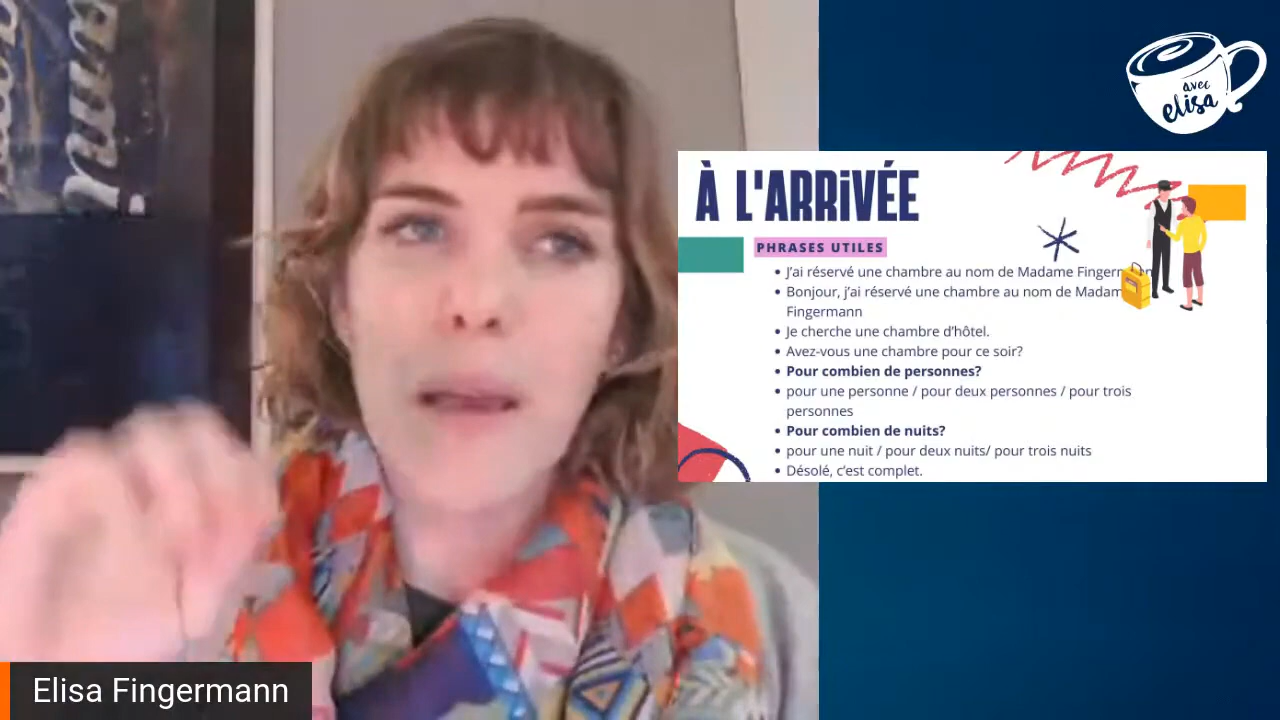 avec
elisa
À L'ARRiVÉE
PHRASES UTILES
J'ai réservé une chambre au nom de Madame Fingerm
Bonjour, j'ai réservé une chambre au nom de Madam
Fingermann
Je cherche une chambre d'hôtel.
Avez-vous une chambre pour ce soir?
Pour combien de personnes?
pour une personne / pour deux personnes / pour trois
personnes
Pour combien de nuits?
pour une nuit / pour deux nuits/ pour trois nuits
Désolé, c'est complet.
Elisa Fingermann